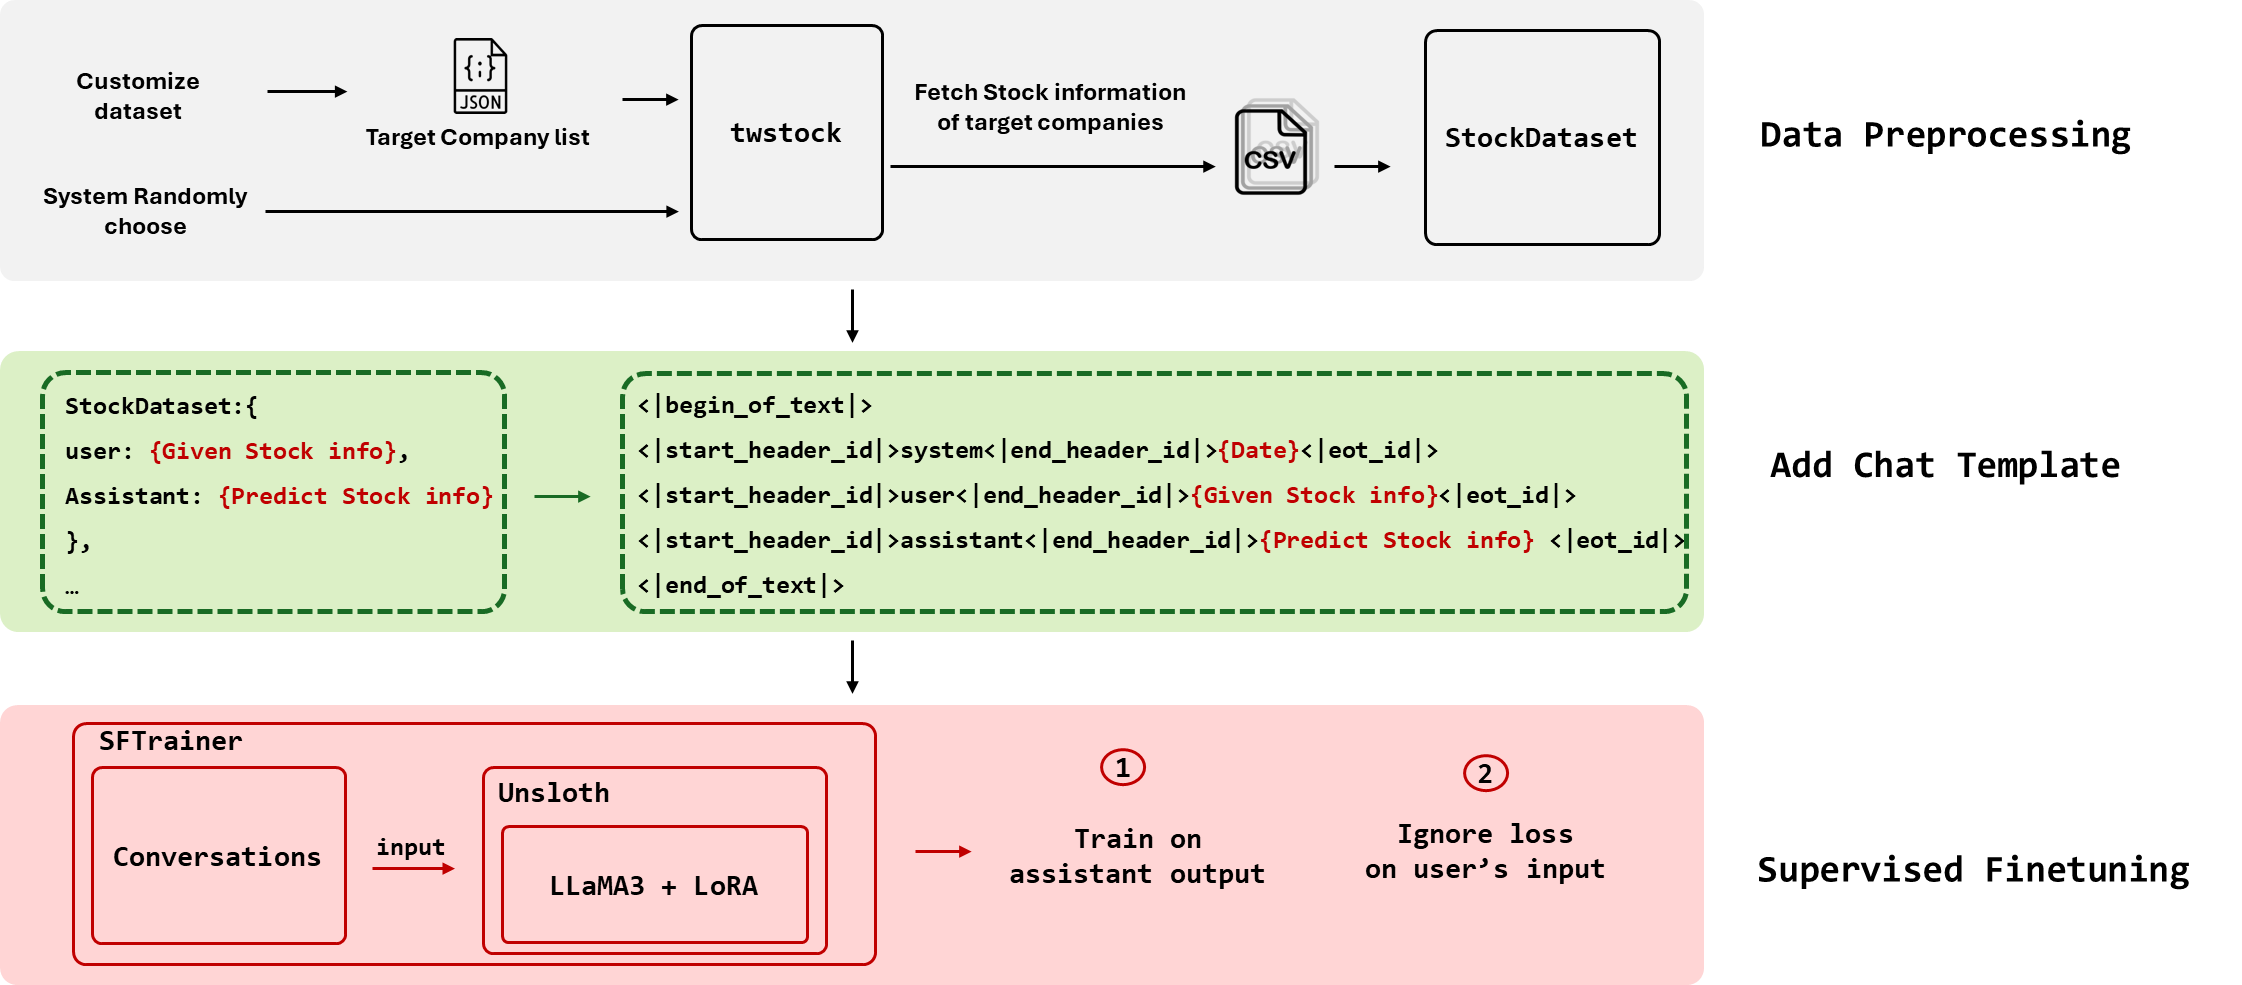 Customize
dataset
{;}
JSON
Target Company list
System Randomly
choose
twstock
Fetch Stock information
of target companies
CSV
StockDataset
Data Preprocessing
StockDataset:{
user: {Given Stock info},
Assistant: {Predict Stock info}
},
…
<|begin_of_text|>
<|start_header_id|>system<|end_header_id|>{Date}<|eot_id|>
<|start_header_id|>user<|end_header_id|>{Given Stock info}<|eot_id|>
<|start_header_id|>assistant<|end_header_id|>{Predict Stock info} <|eot_id|>
<|end_of_text|>
Add Chat Template
SFTrainer
Conversations
input
Unsloth
LLaMA3 + LoRA
1
Train on
assistant output
2
Ignore loss
on user’s input
Supervised Finetuning